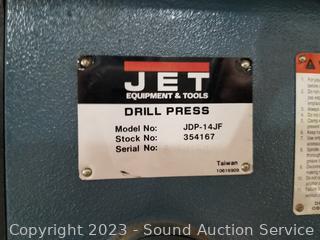 JET
EQUIPMENT & TOOLS
DRILL PRESS
Model No: JDP-14JF
Stock No: 354167
Serial No:
Taiwan
10616909
Copyright 2023 - Sound Auction Service